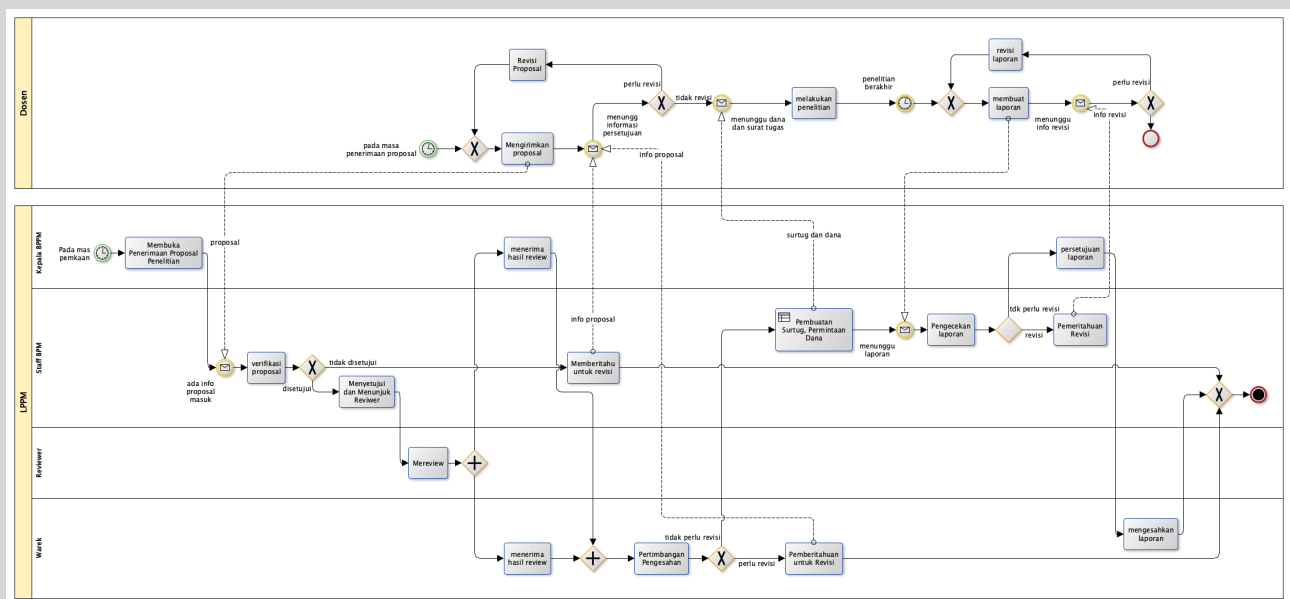 Dosen
revisi
laporan
Revisi
Proposal
perlu revisi
perlu revisi
penelitian
berakhir
tidak revisi
melakukan
penelitian
membuat
laporan
menungg
informasi
persetujuan
menunggu dana
dan surat tugas
menunggu
info revisi
info revisi
pada masa
penerimaan proposal
Mengirimkan
proposal
info proposal
LPPM
Kepala BPPM
Pada mas
pemkaan
Membuka
Penerimaan Proposal
Penelitian
proposal
menerima
hasil review
surtug dan dana
persetujuan
laporan
Staff BPM
info proposal
tdk perlu revisi
Pembuatan
Surtug, Permintaan
Dana
menunggu
laporan
Pengecekan
laporan
revisi
Pemeritahuan
Revisi
ada info
proposal
masuk
verifikasi
proposal
tidak disetujui
disetujui
Menyetujui
dan Menunjuk
Reviwer
Memberitahu
untuk revisi
Reviewer
Mereview
Warek
menerima
hasil review
Pertimbangan
Pengesahan
tidak perlu revisi
perlu revisi
Pemberitahuan
untuk Revisi
mengesahkan
laporan